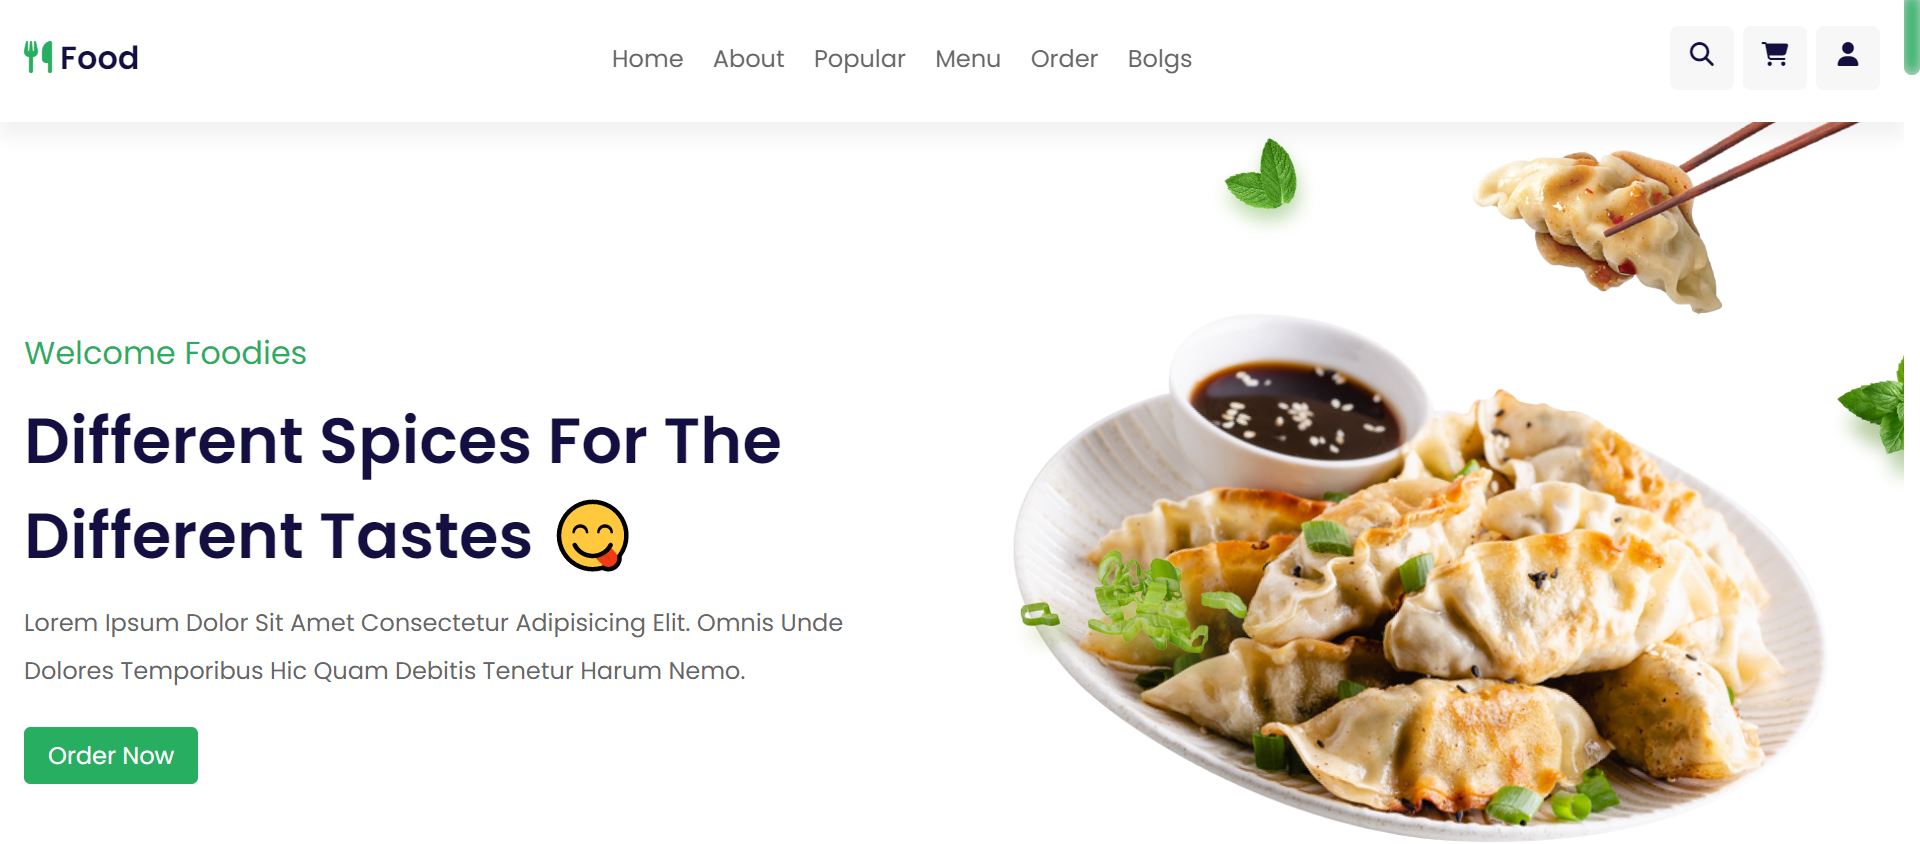 Food
Home About Popular Menu Order Bolgs
Welcome Foodies
Different Spices For The
Different Tastes 😋
Lorem Ipsum Dolor Sit Amet Consectetur Adipisicing Elit. Omnis Unde
Dolores Temporibus Hic Quam Debitis Tenetur Harum Nemo.
Order Now